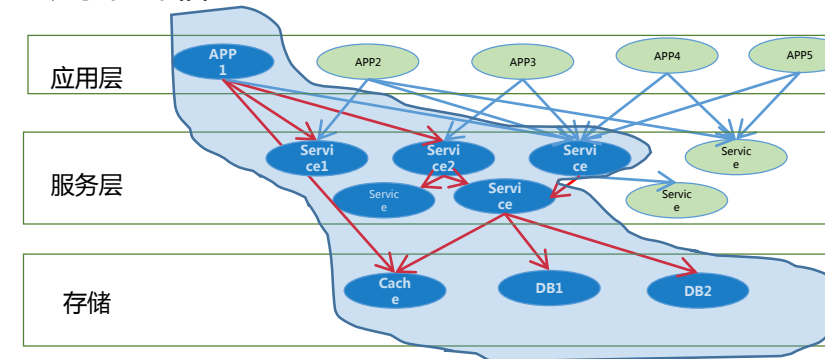 APP
1
APP2
APP3
APP4
APP5
应用层
Servi
ce1
Servi
ce2
Servi
ce
Servic
e
服务层
Servic
e
Servi
ce
Servic
e
存储
Cach
e
DB1
DB2